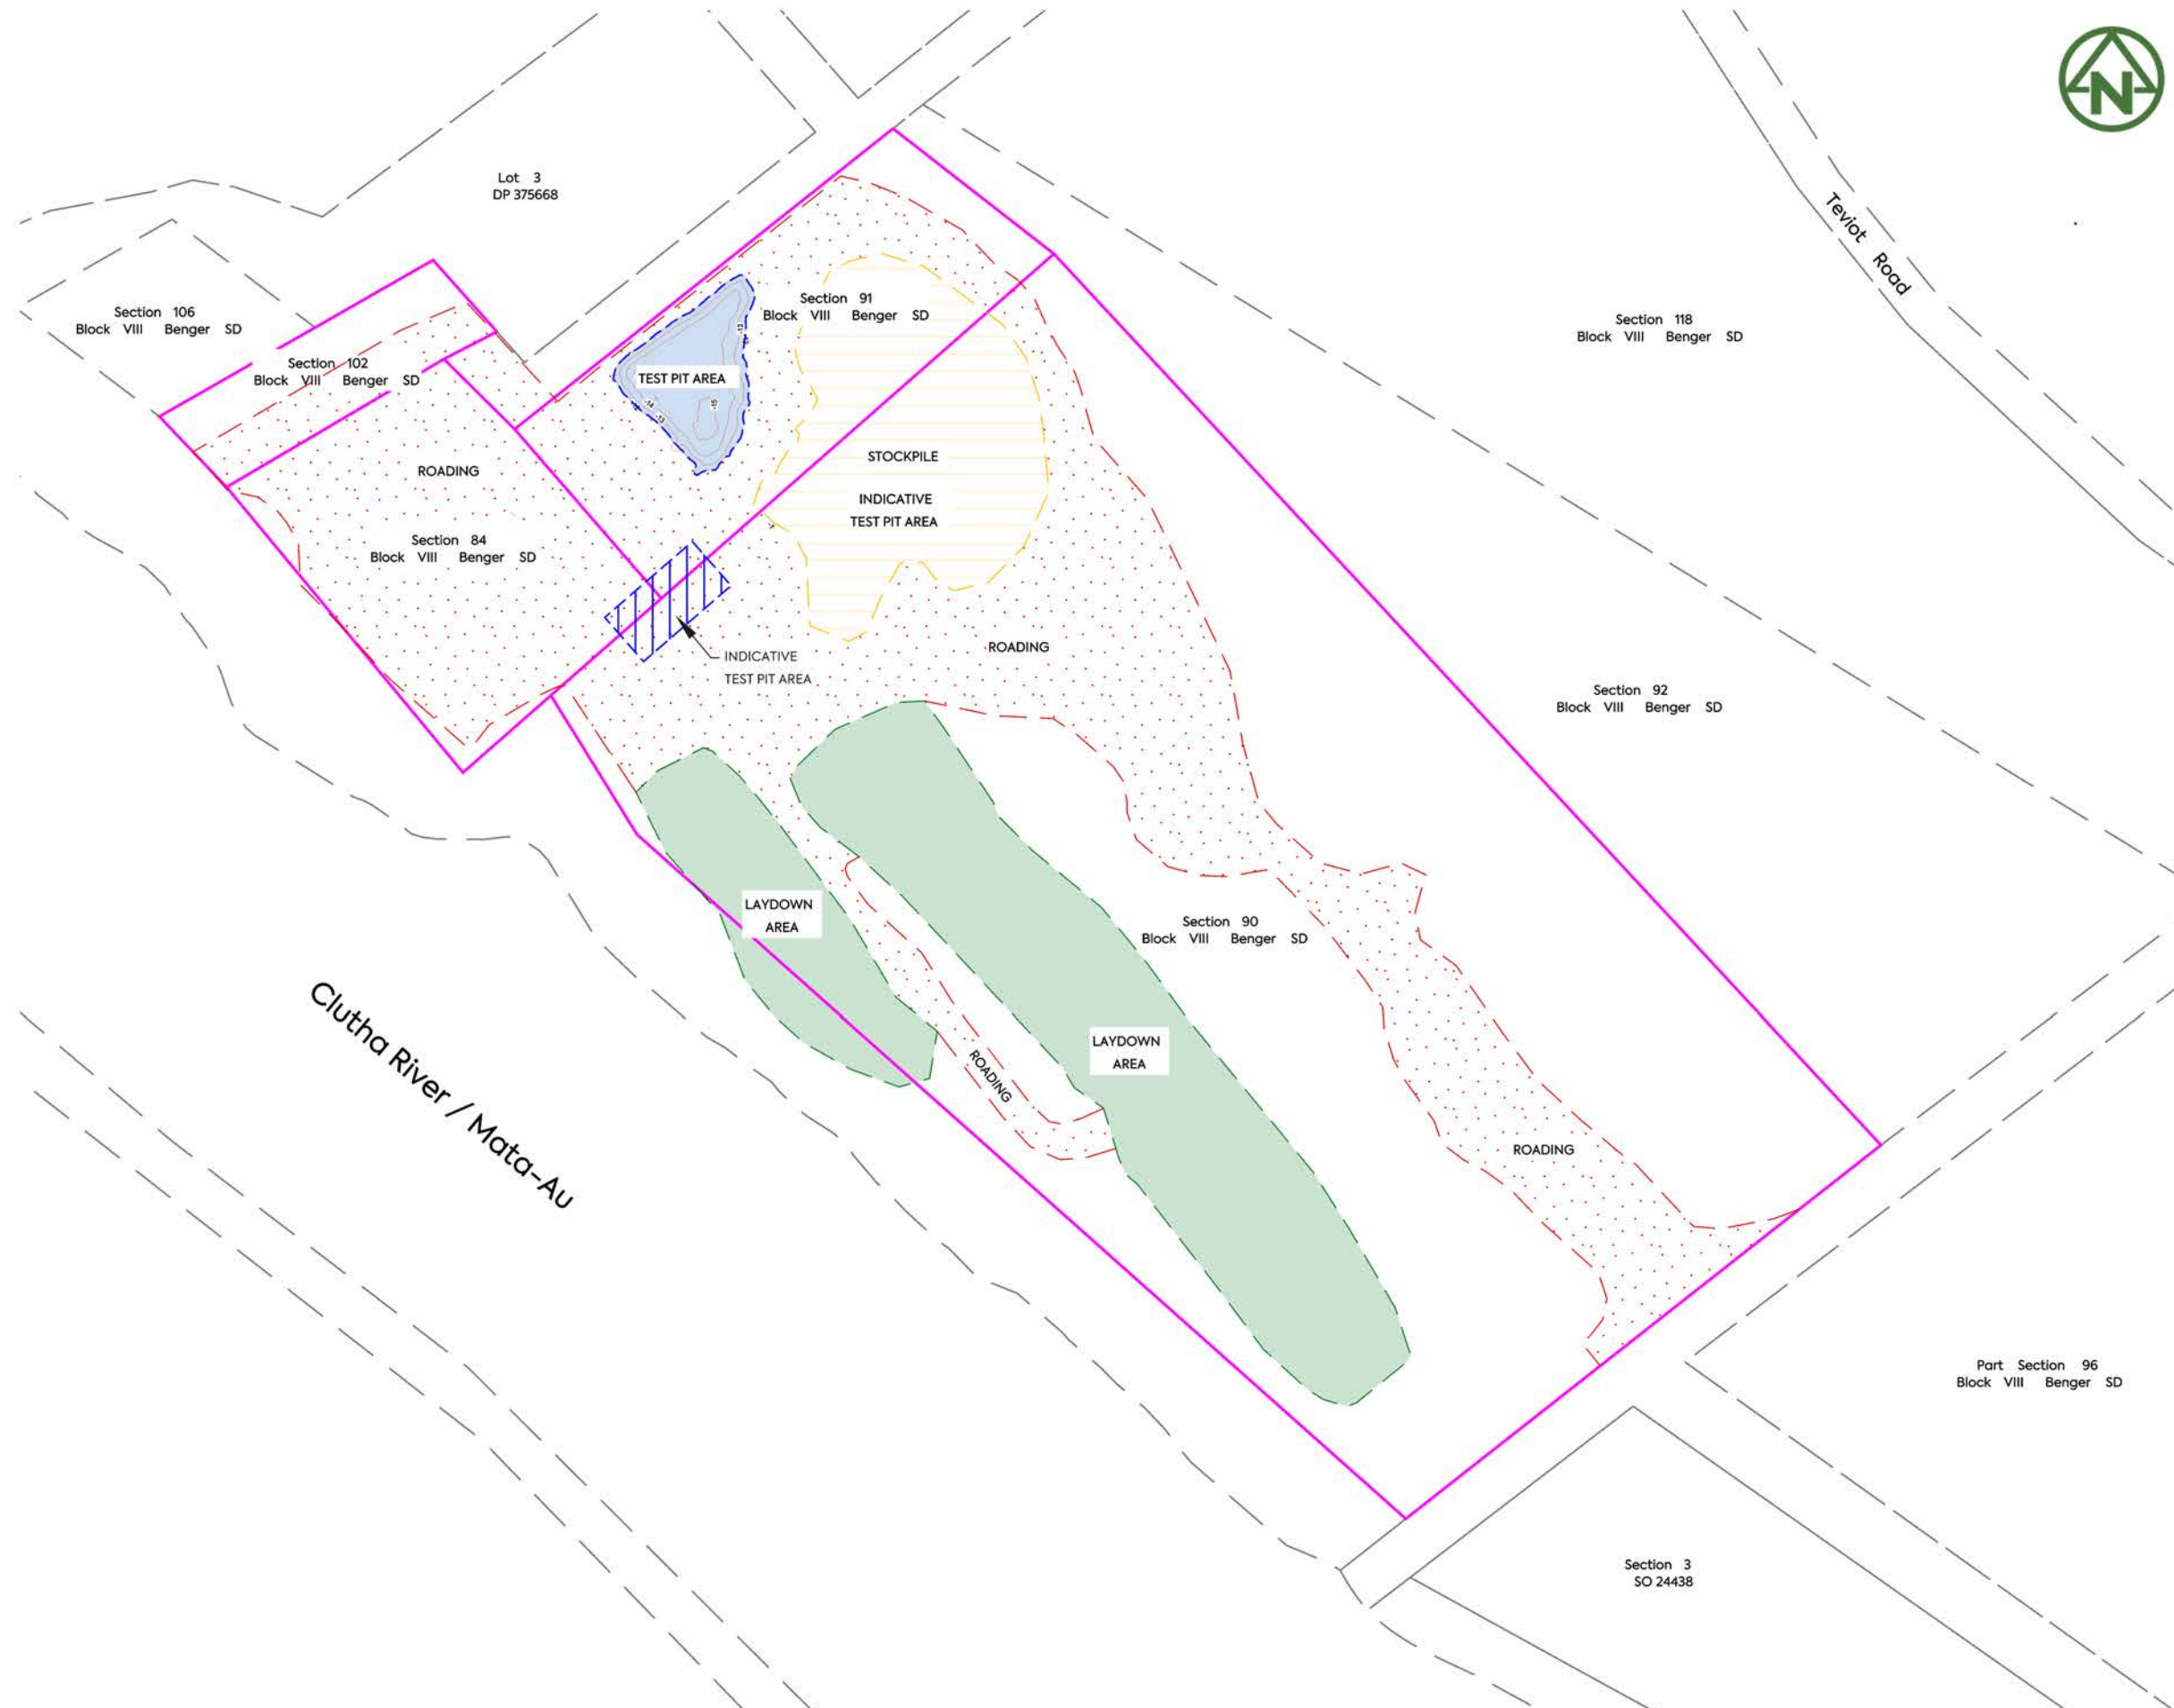 N
Lot 3
DP 375668
Teviot Road
Section 106
Block VIII Benger SD
Section 91
Block VIII Benger SD
Section 118
Block VIII Benger SD
-13
Section 102
Block VIII Benger SD
TEST PIT AREA
-14
-13
-15
STOCKPILE
ROADING
INDICATIVE
TEST PIT AREA
Section 84
Block VIII Benger SD
ROADING
INDICATIVE
TEST PIT AREA
Section 92
Block VIII Benger SD
LAYDOWN
AREA
Section 90
Block VIII Benger SD
Clutha River / Mata-Au
LAYDOWN
AREA
ROADING
ROADING
Part Section 96
Block VIII Benger SD
Section 3
SO 24438